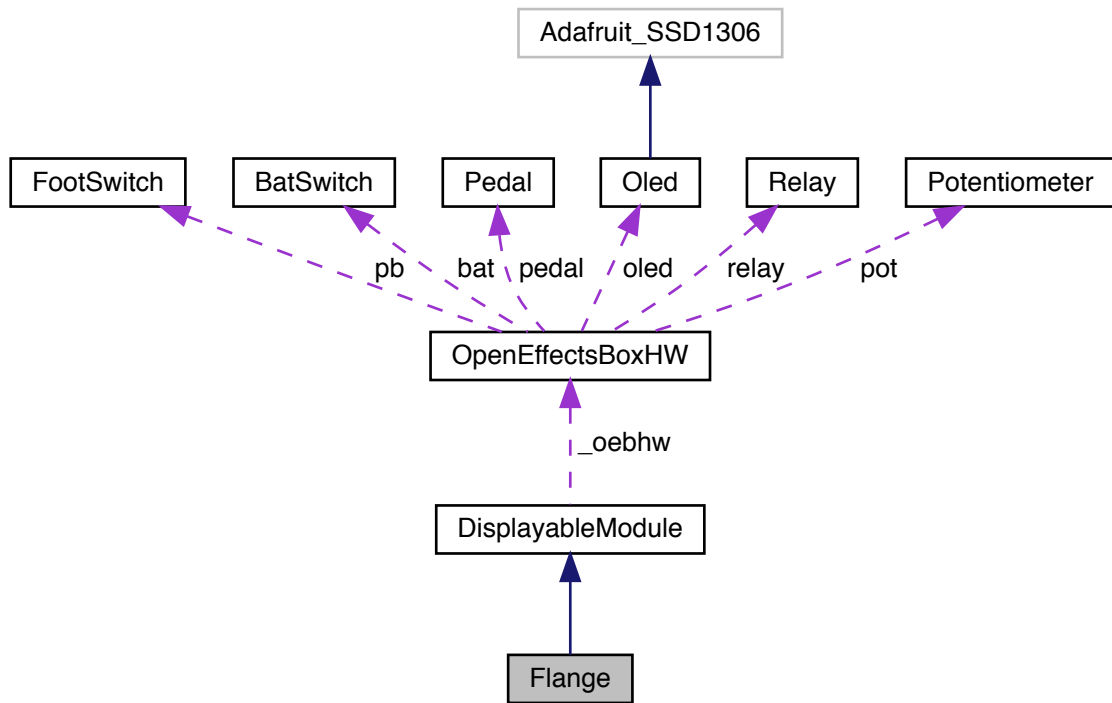 Adafruit_SSD1306
FootSwitch
BatSwitch
Pedal
Oled
Relay
Potentiometer
pb
bat
pedal
oled
relay
pot
OpenEffectsBoxHW
_oebhw
DisplayableModule
Flange